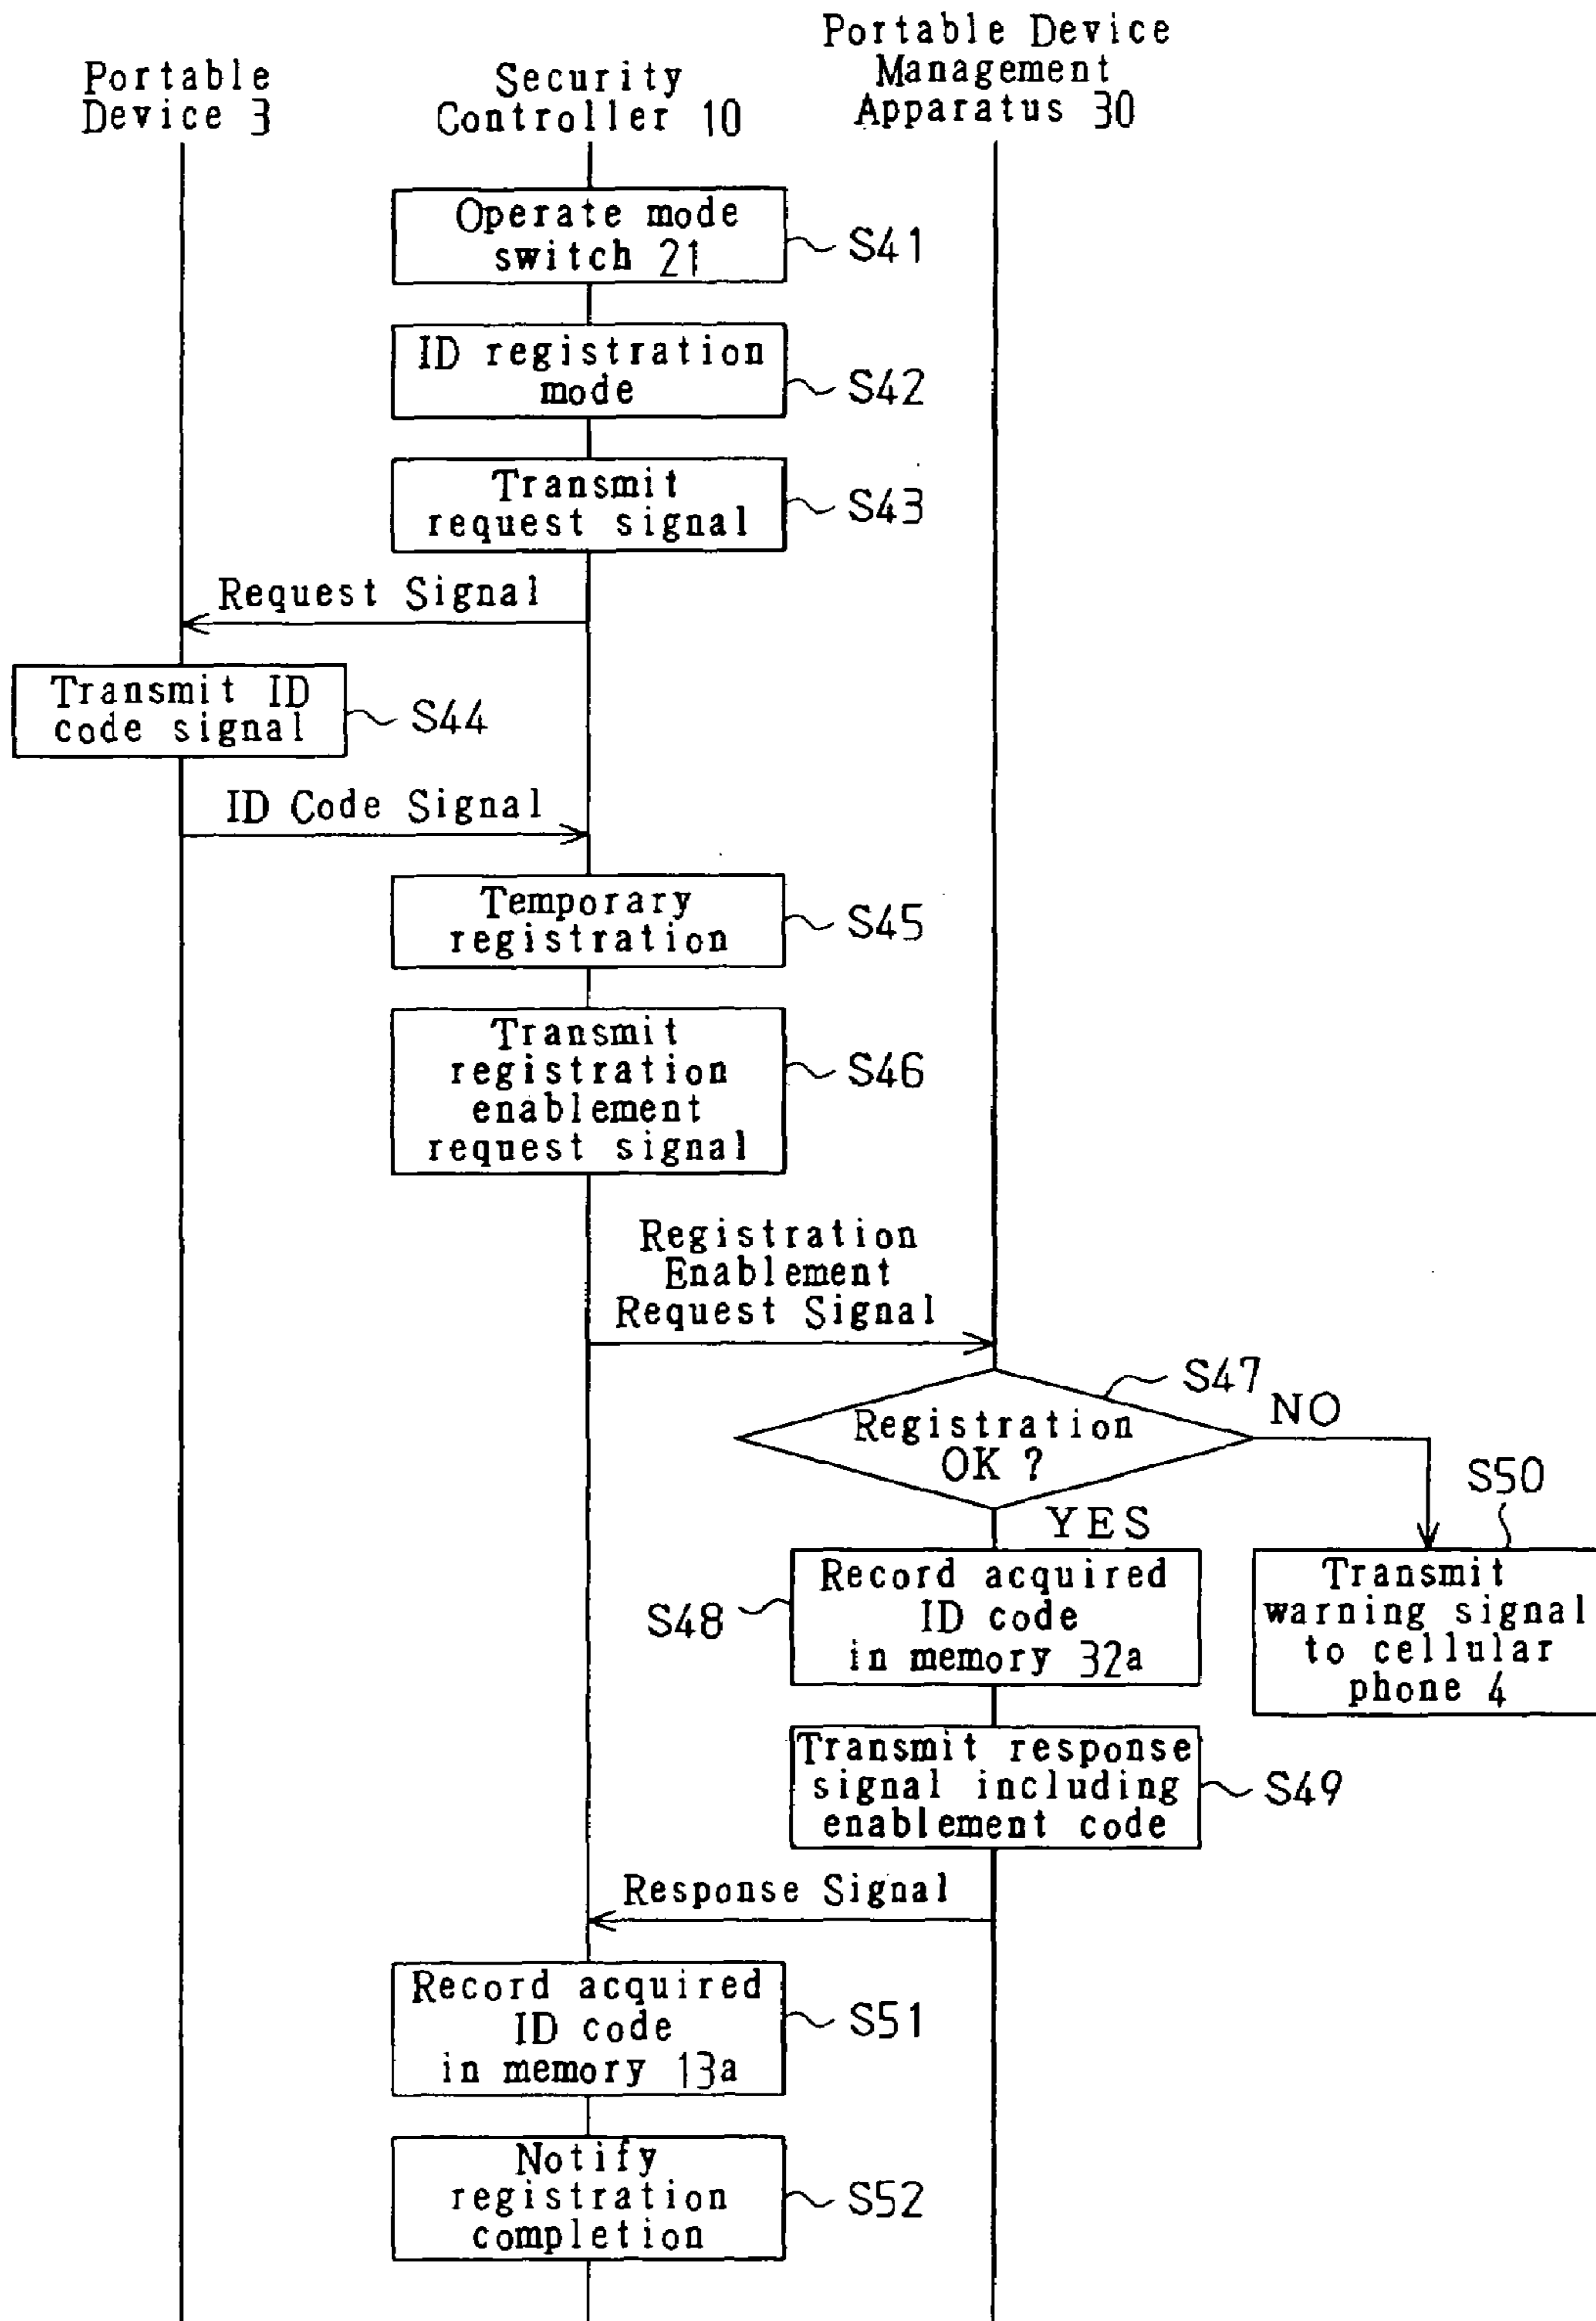 Portable
Device 3
Security
Controller 10
Portable Device
Management
Apparatus 30
Operate mode
switch 21
S41
ID registration
mode
S42
Transmit
request signal
S43
Request Signal
Transmit ID
code signal
S44
ID Code Signal
Temporary
registration
S45
Transmit
registration
enablement
request signal
S46
Registration
Enablement
Request Signal
S47
Registration
OK ?
NO
YES
S50
Transmit
warning signal
to cellular
phone 4
S48
Record acquired
ID code
in memory 32a
Transmit response
signal including
enablement code
S49
Response Signal
Record acquired
ID code
in memory 13a
S51
Notify
registration
completion
S52